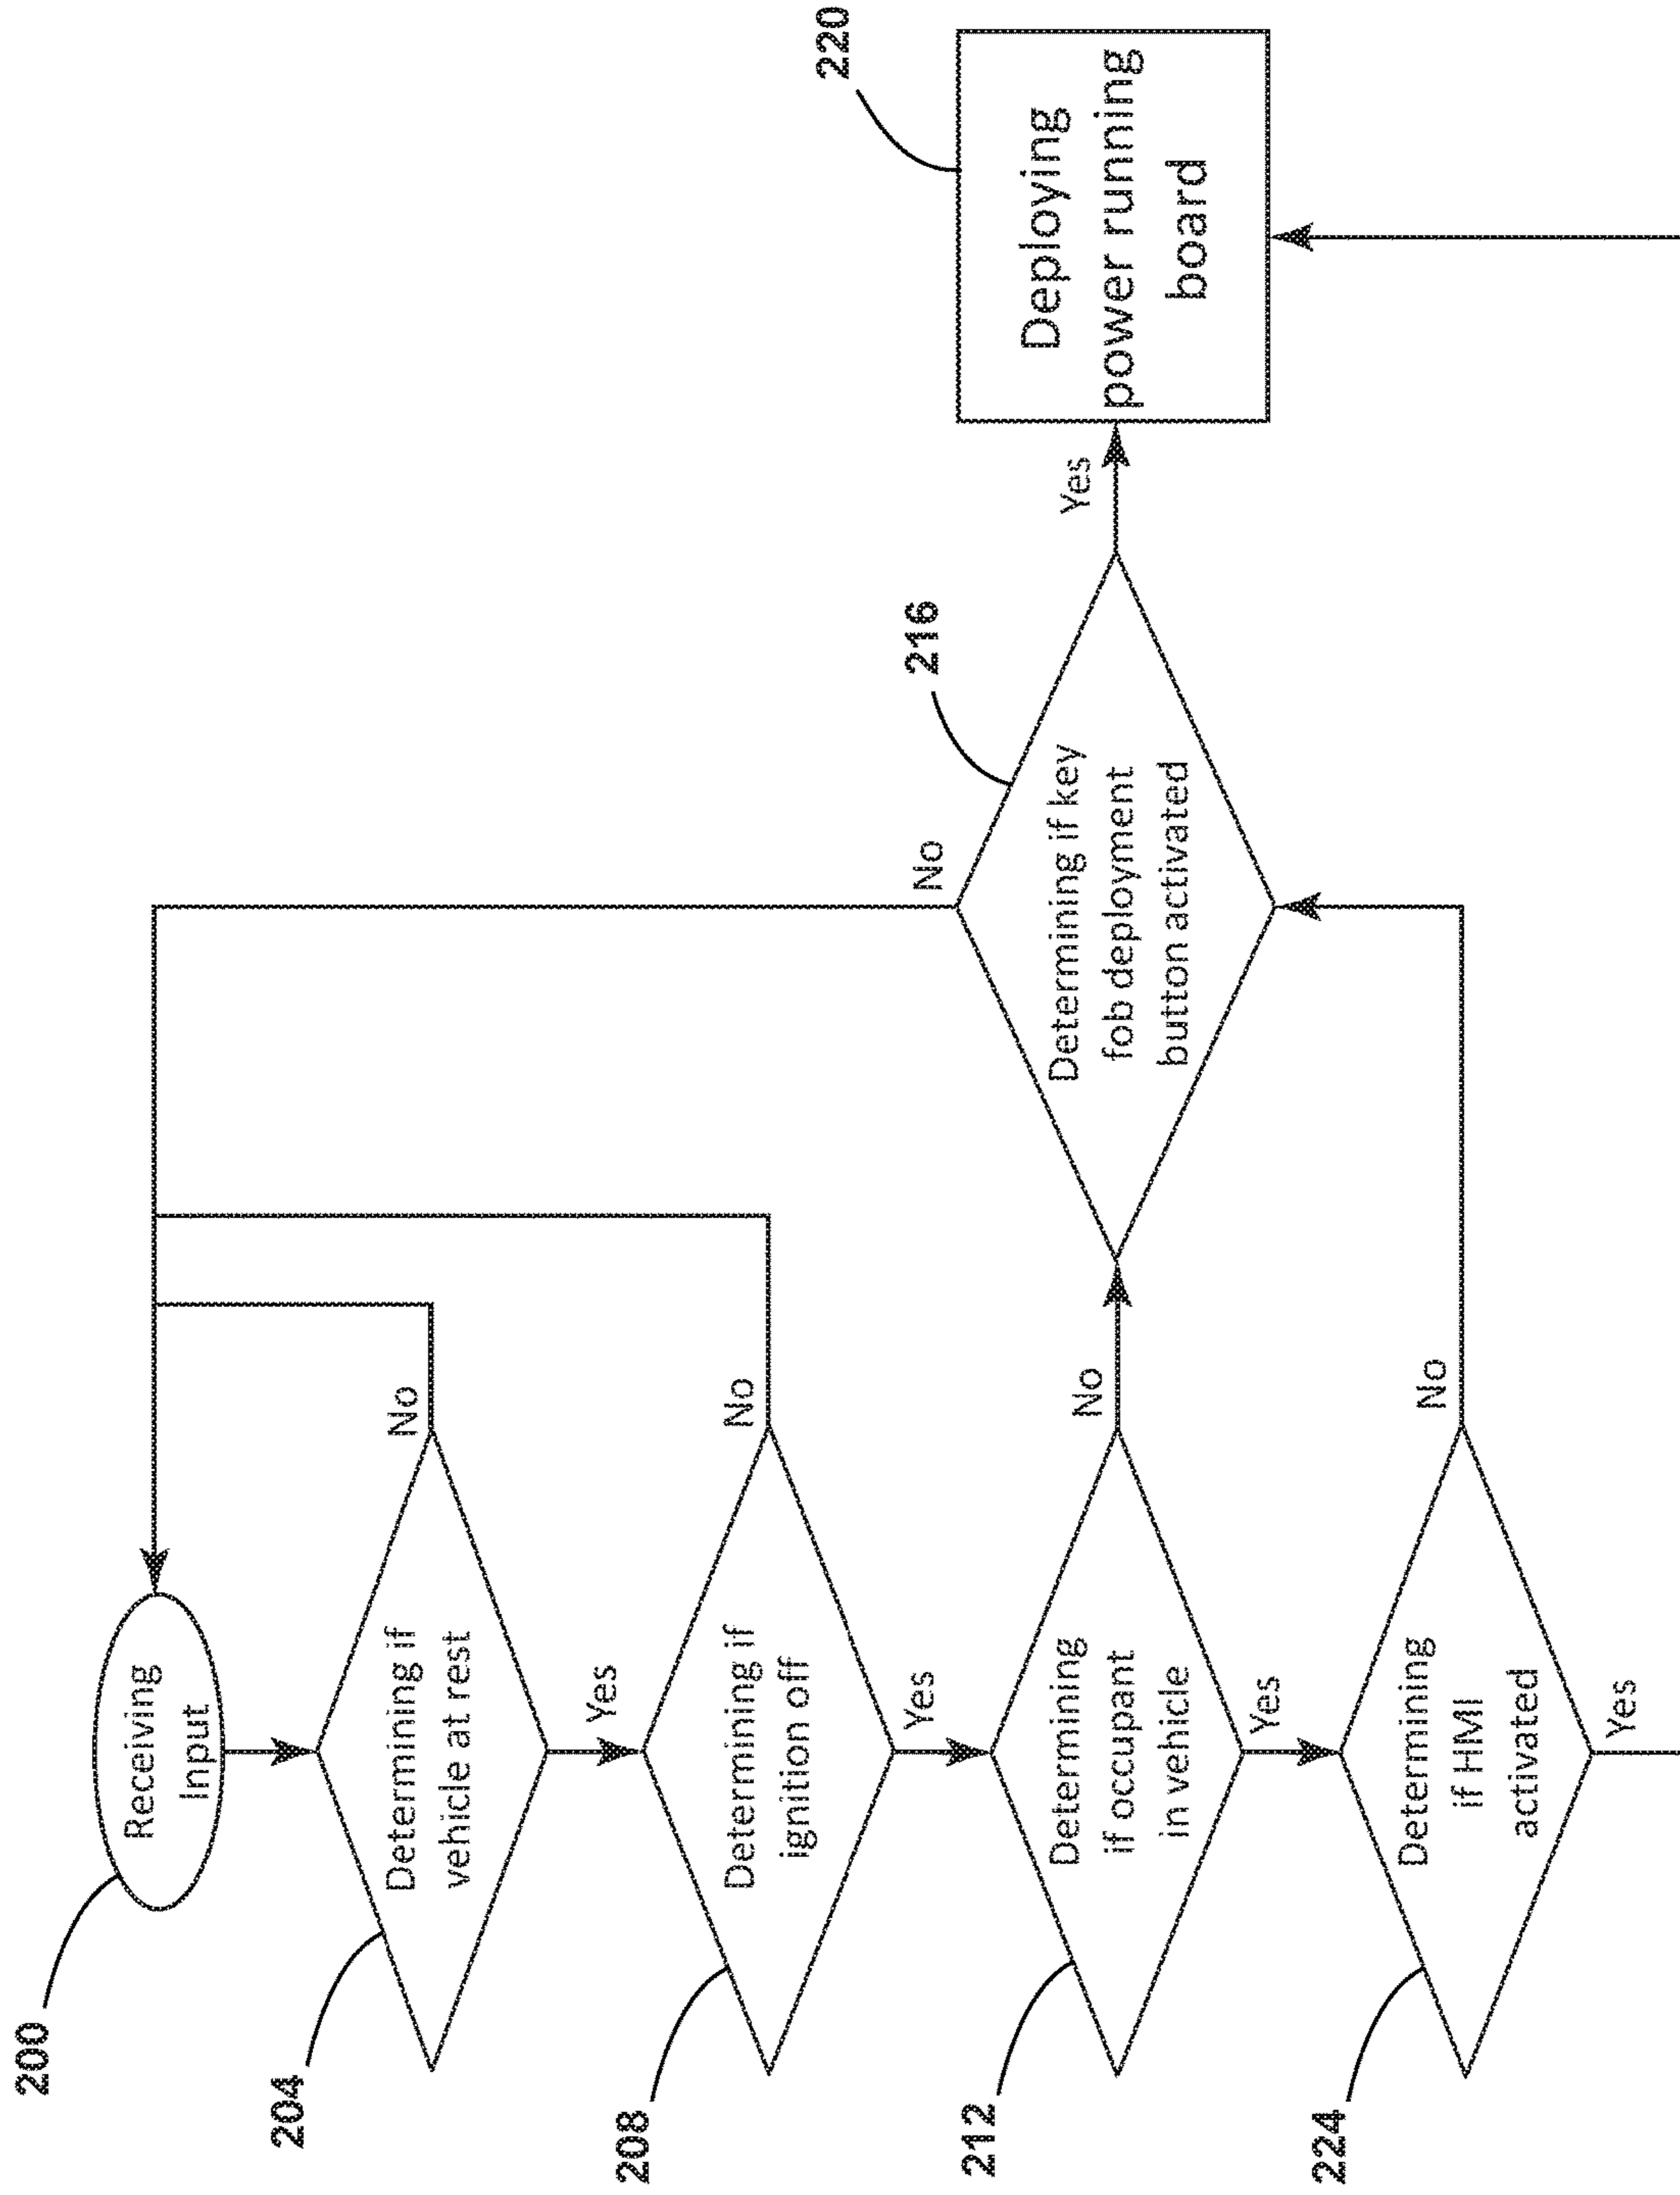 200
Receiving
Input
204
Determining if
vehicle at rest
No
Yes
208
Determining if
ignition off
No
Yes
212
Determining
if occupant
in vehicle
No
Yes
216
Determining if key
fob deployment
button activated
No
Yes
220
Deploying
power running
board
224
Determining
if HMI
activated
No
Yes